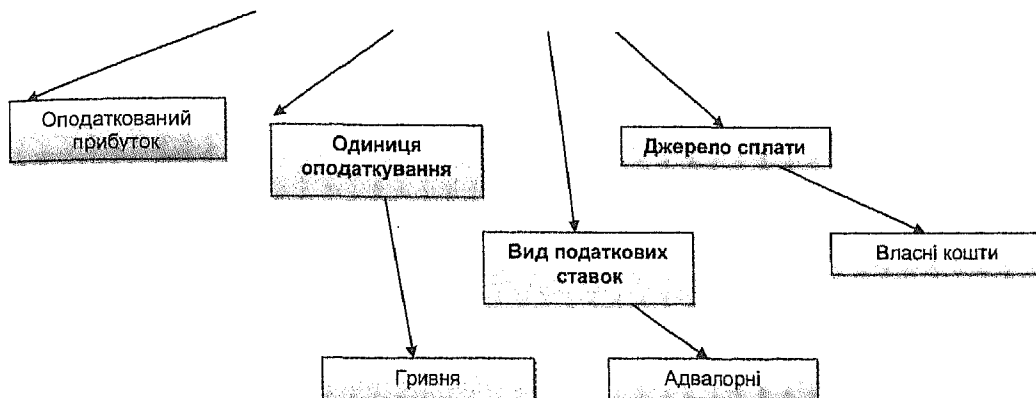 Оподаткований
прибуток
Одиниця
оподаткування
Джерело сплати
Вид податкових
ставок
Власні кошти
Гривня
Адвалорні